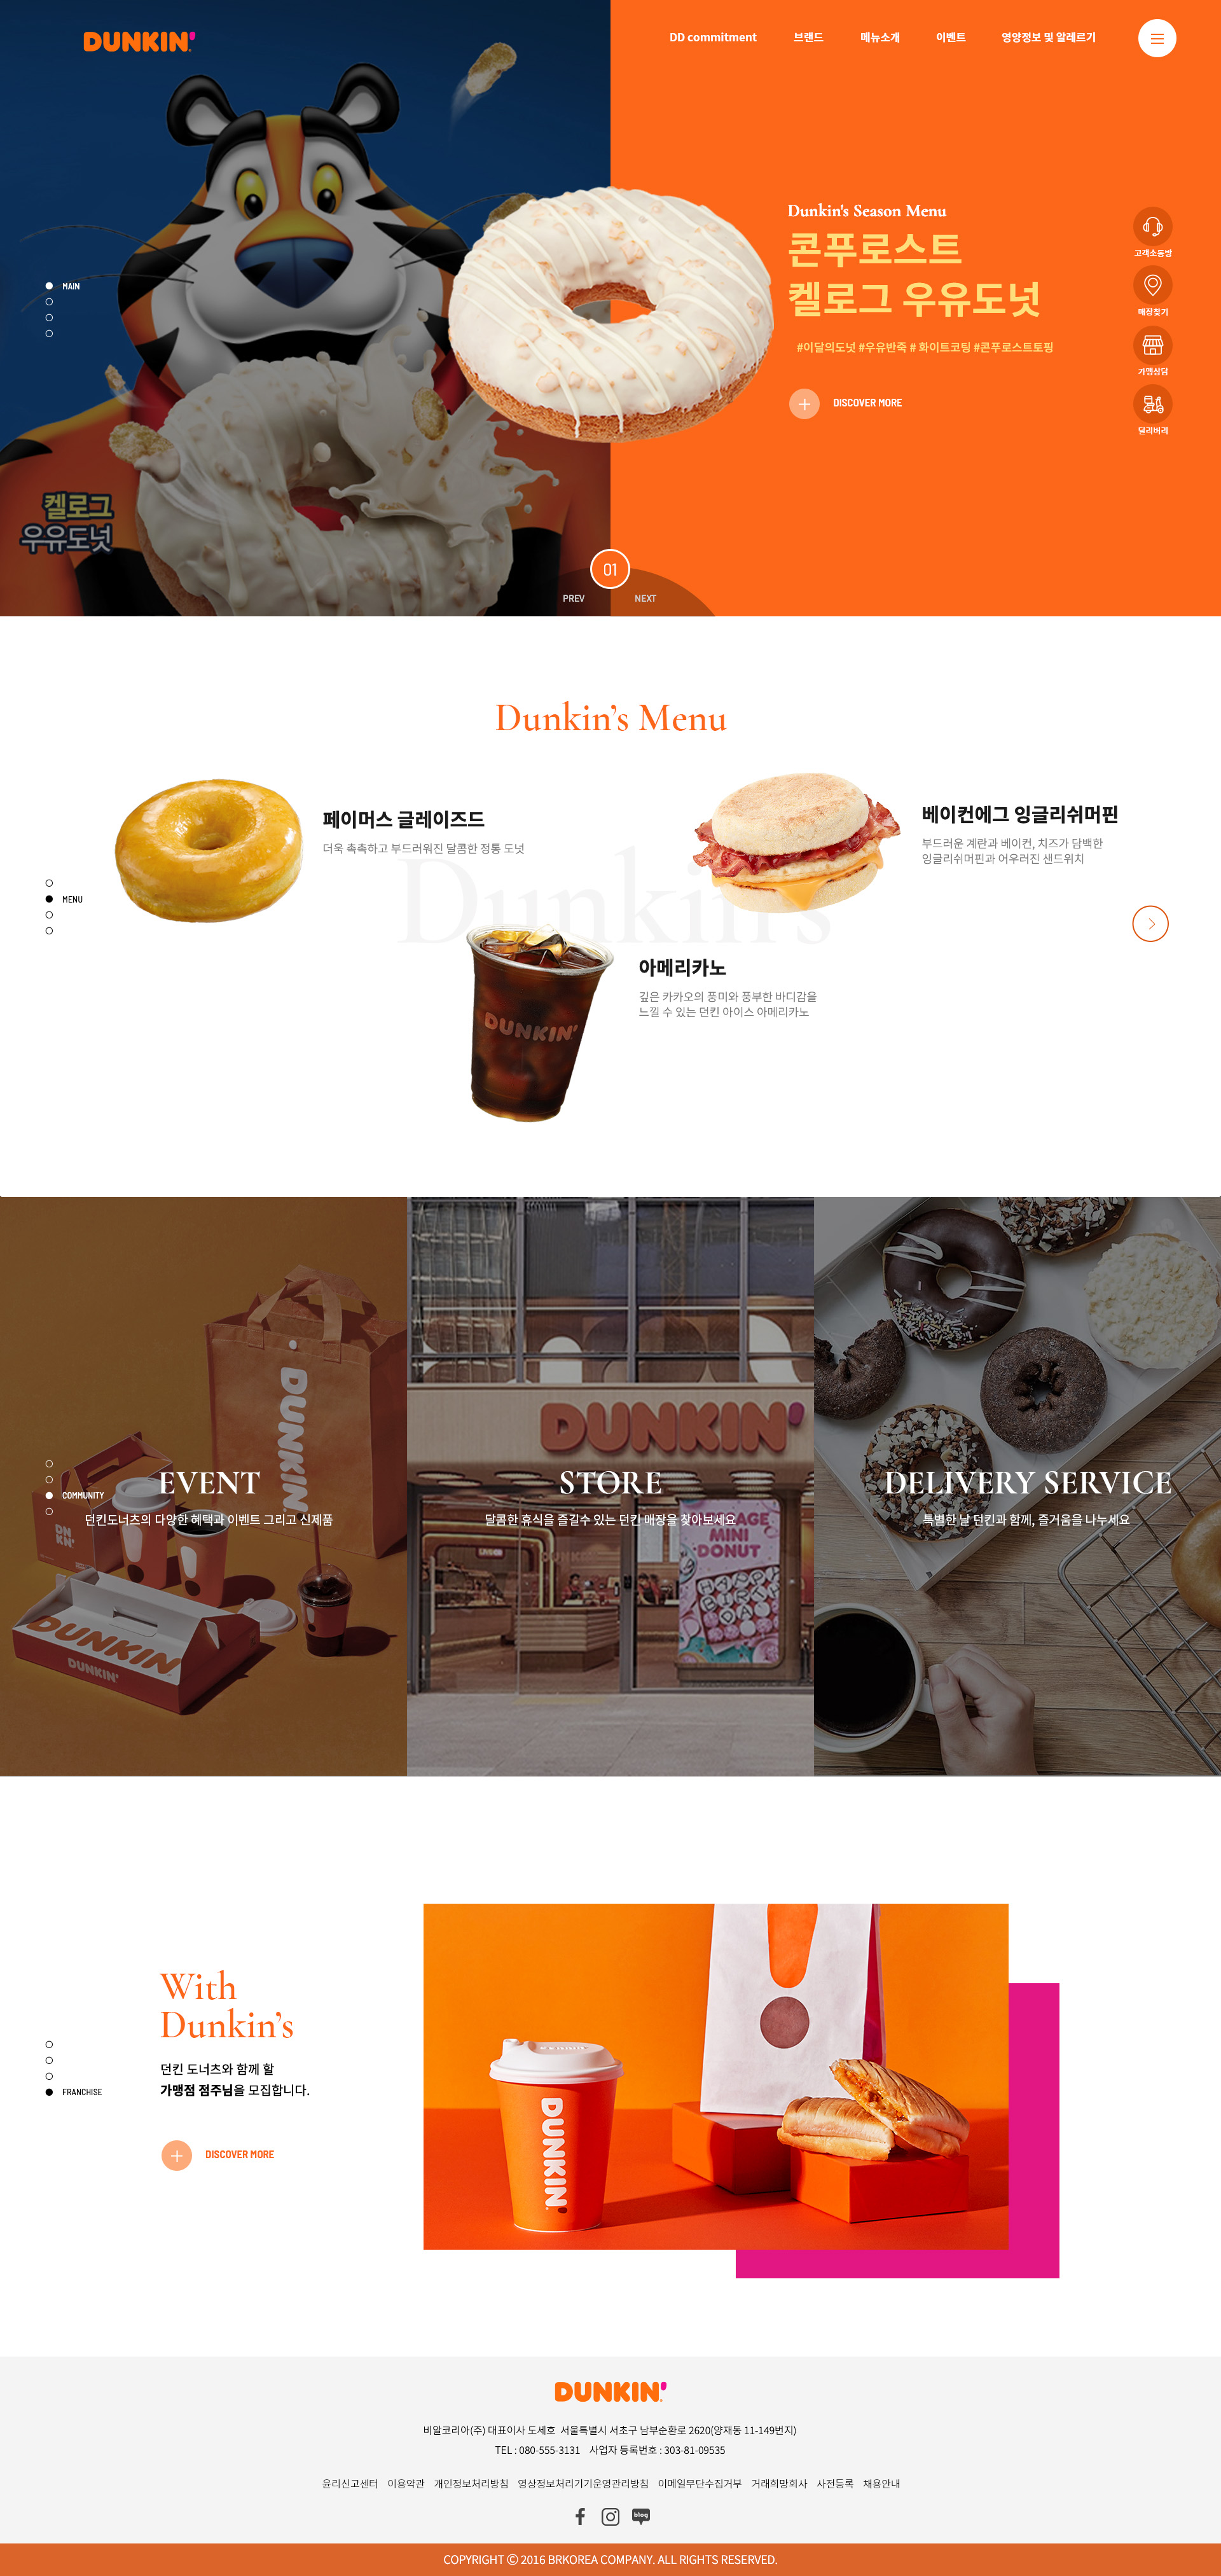 DUNKIN'
DD commitment 브랜드 메뉴소개 이벤트 영양정보 및 알레르기
Dunkin's Season Menu
콘푸로스트
켈로그 우유도넛
#이달의도넛 #우유반죽 # 화이트코팅 #콘푸로스트토핑
DISCOVER MORE
고객소통방
매장찾기
가맹상담
딜리버리
MAIN
켈로그
우유도넛
01
PREV NEXT
Dunkin's Menu
Dunkin's
페이머스 글레이즈드
더욱 촉촉하고 부드러워진 달콤한 정통 도넛
베이컨에그 잉글리쉬머핀
부드러운 계란과 베이컨, 치즈가 담백한
잉글리쉬머핀과 어우러진 샌드위치
MENU
DUNKIN'
아메리카노
깊은 카카오의 풍미와 풍부한 바디감을
느낄 수 있는 던킨 아이스 아메리카노
DUNKIN'
DUNKIN'
COMMUNITY
EVENT
던킨도너츠의 다양한 혜택과 이벤트 그리고 신제품
STORE
달콤한 휴식을 즐길수 있는 던킨 매장을 찾아보세요
DELIVERY SERVICE
특별한 날 던킨과 함께, 즐거움을 나누세요
MINI
DONUT
DUNKIN'
DUNKIN'
With
Dunkin's
던킨 도너츠와 함께 할
가맹점 점주님을 모집합니다.
FRANCHISE
DISCOVER MORE
DUNKIN'
DUNKIN'
비알코리아(주) 대표이사 도세호 서울특별시 서초구 남부순환로 2620(양재동 11-149번지)
TEL : 080-555-3131 사업자 등록번호 : 303-81-09535
윤리신고센터 이용약관 개인정보처리방침 영상정보처리기기운영관리방침 이메일무단수집거부 거래희망회사 사전등록 채용안내
blog
COPYRIGHT © 2016 BRKOREA COMPANY. ALL RIGHTS RESERVED.